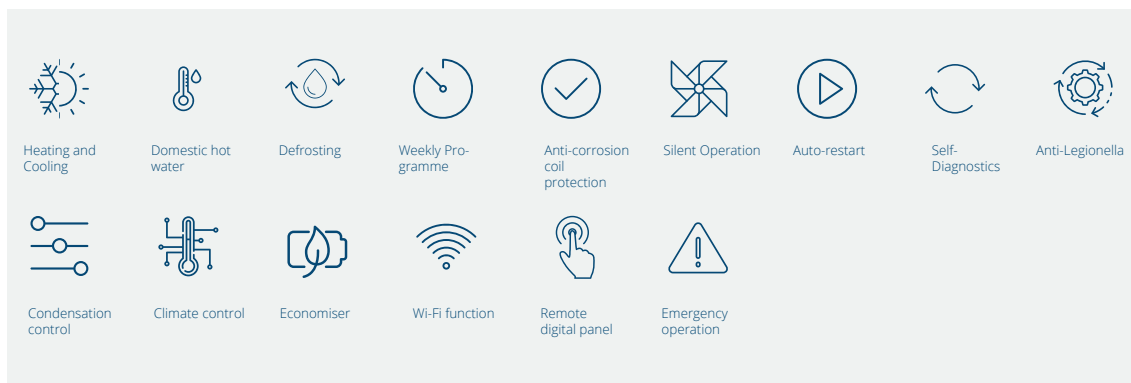 Heating and
Cooling
Domestic hot
water
Defrosting
Weekly Pro-
gramme
Anti-corrosion
coil
protection
Silent Operation
Auto-restart
Self-
Diagnostics
Anti-Legionella
Condensation
control
Climate control
Economiser
Wi-Fi function
Remote
digital panel
Emergency
operation